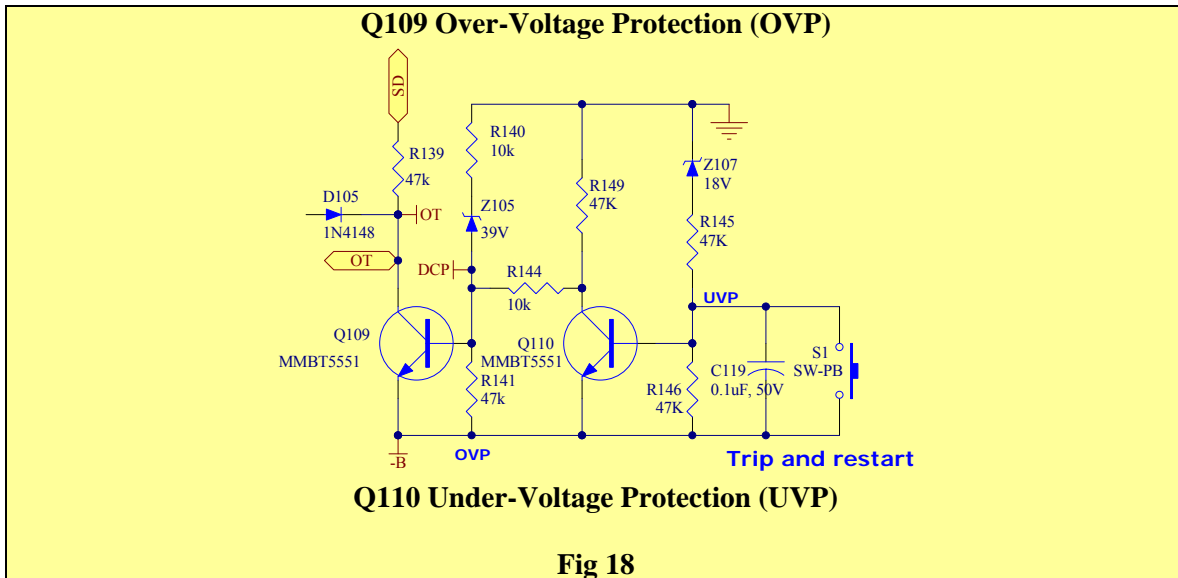 Q109 Over-Voltage Protection (OVP)
SD
R139
47k
D105
1N4148
OT
OT
R140
10k
Z105
39V
DCP
R144
10k
R149
47K
Z107
18V
R145
47K
UVP
Q109
MMBT5551
Q110
MMBT5551
R141
47k
R146
47K
C119
0.1uF, 50V
S1
SW-PB
-B
OVP
Trip and restart
Q110 Under-Voltage Protection (UVP)
Fig 18